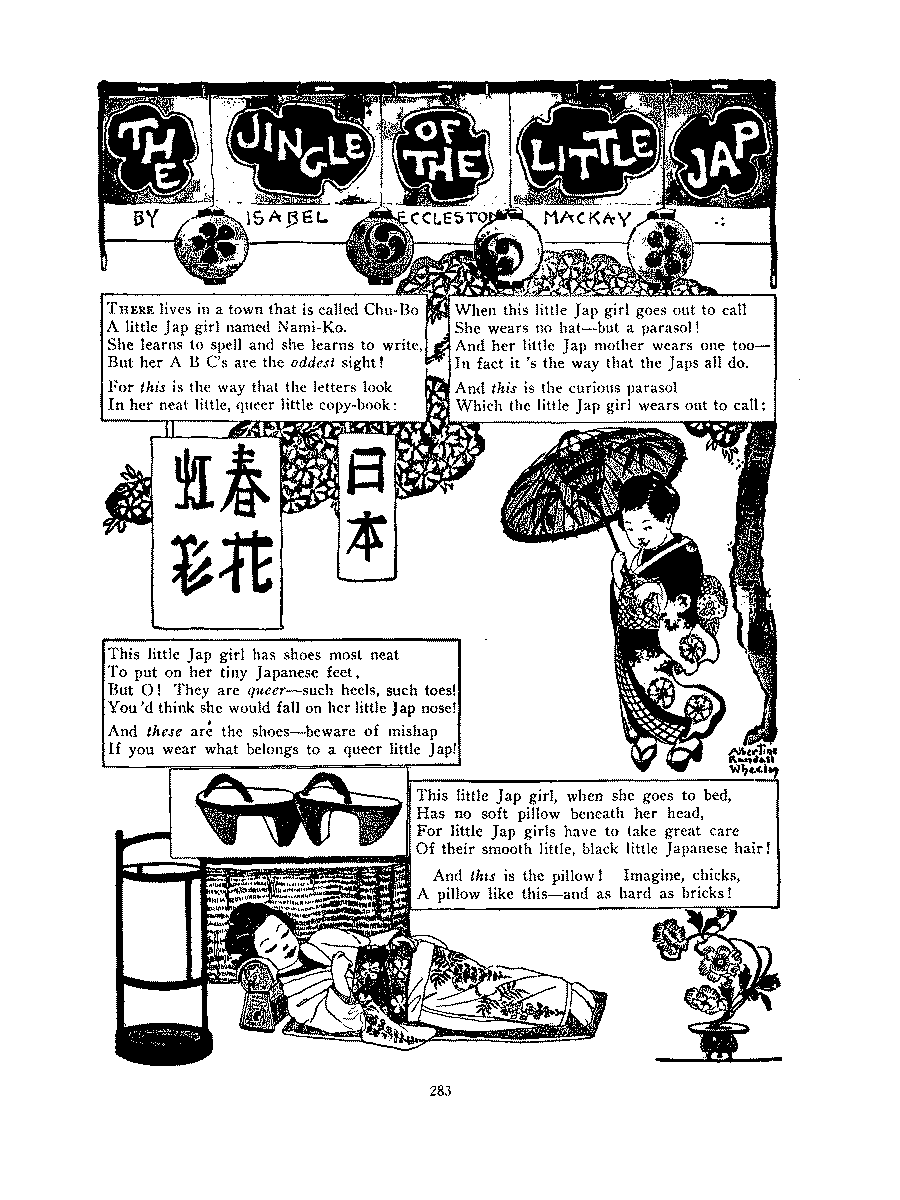 THE JINGLE OF THE LITTLE JAP
BY ISABEL ECCLESTON MACKAY
THERE lives in a town that is called Chu-Bo
A little Jap girl named Nami-Ko.
She learns to spell and she learns to write,
But her A B C's are the oddest sight!
For this is the way that the letters look
In her neat little, queer little copy-book:
When this little Jap girl goes out to call
She wears no hat—but a parasol!
And her little Jap mother wears one too—
In fact it 's the way that the Japs all do.
And this is the curious parasol
Which the little Jap girl wears out to call:
春花
虹彩
日本
This little Jap girl has shoes most neat
To put on her tiny Japanese feet,
But O! They are queer—such heels, such toes!
You 'd think she would fall on her little Jap nose!
And these are the shoes—beware of mishap
If you wear what belongs to a queer little Jap!
Albertine
Randall
Wheelan
This little Jap girl, when she goes to bed,
Has no soft pillow beneath her head,
For little Jap girls have to take great care
Of their smooth little, black little Japanese hair!
And this is the pillow! Imagine, chicks,
A pillow like this—and as hard as bricks!
283